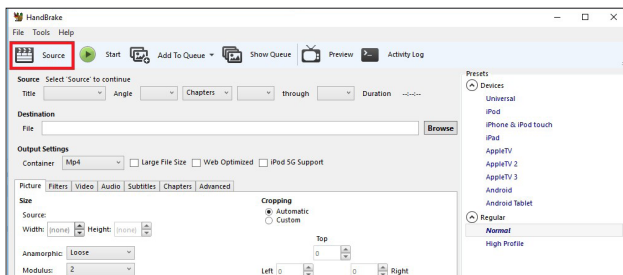 HandBrake
File Tools Help
Source Start Add To Queue Show Queue Preview Activity Log
Source Select 'Source' to continue
Title Angle Chapters through Duration --:--:--
Destination
File Browse
Output Settings
Container Mp4 Large File Size Web Optimized iPod 5G Support
Picture Filters Video Audio Subtitles Chapters Advanced
Size
Source:
Width: (none) Height: (none)
Anamorphic: Loose
Modulus: 2
Cropping
Automatic
Custom
Top
0
Left 0 0 Right
Presets
Devices
Universal
iPod
iPhone & iPod touch
iPad
AppleTV
AppleTV 2
AppleTV 3
Android
Android Tablet
Regular
Normal
High Profile